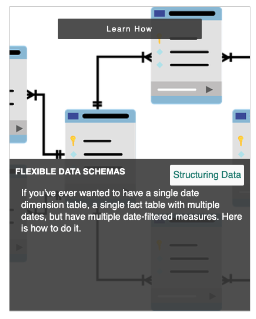 Learn How
FLEXIBLE DATA SCHEMAS
Structuring Data
If you've ever wanted to have a single date
dimension table, a single fact table with multiple
dates, but have multiple date-filtered measures. Here
is how to do it.